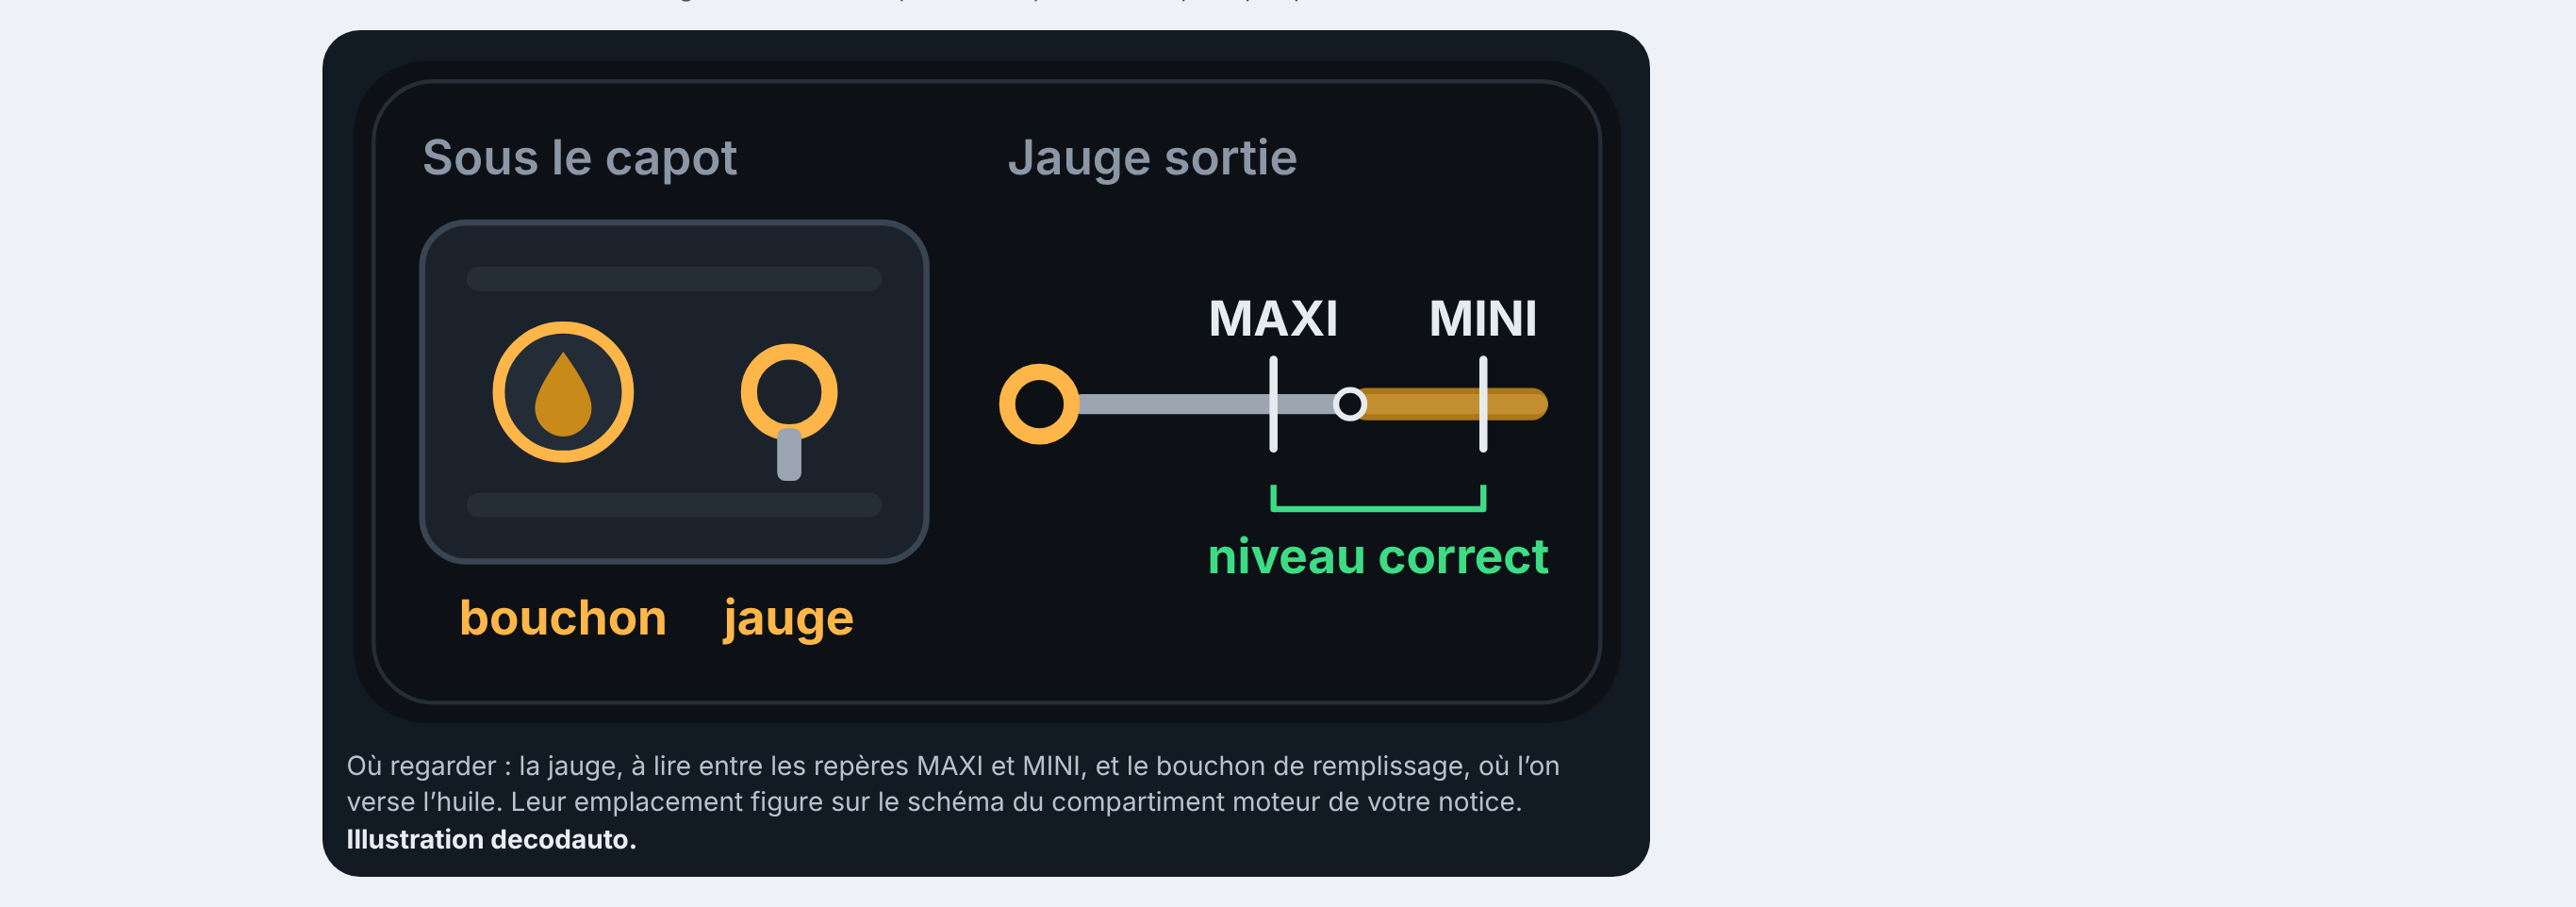 Sous le capot
Jauge sortie
MAXI
MINI
niveau correct
bouchon
jauge
Où regarder : la jauge, à lire entre les repères MAXI et MINI, et le bouchon de remplissage, où l’on
verse l’huile. Leur emplacement figure sur le schéma du compartiment moteur de votre notice.
Illustration decodauto.